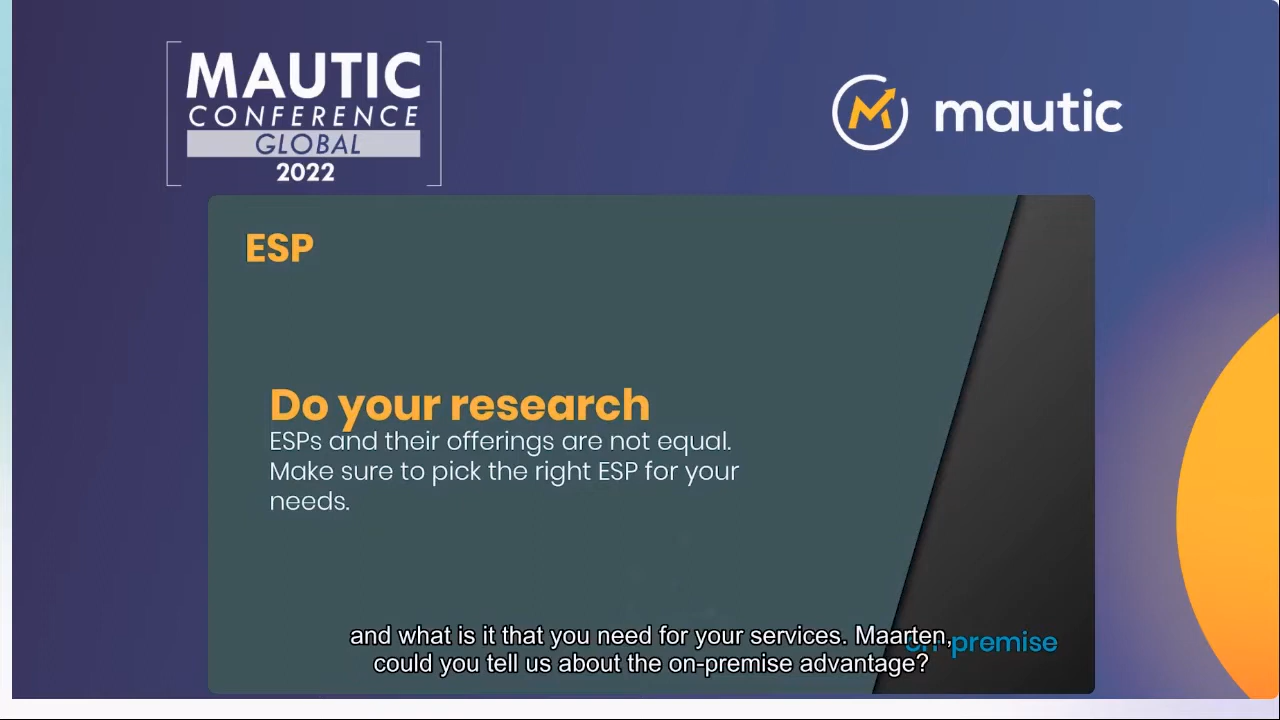 MAUTIC
CONFERENCE
GLOBAL
2022
mautic
ESP
Do your research
ESPs and their offerings are not equal.
Make sure to pick the right ESP for your
needs.
on-premise
and what is it that you need for your services. Maarten,
could you tell us about the on-premise advantage?